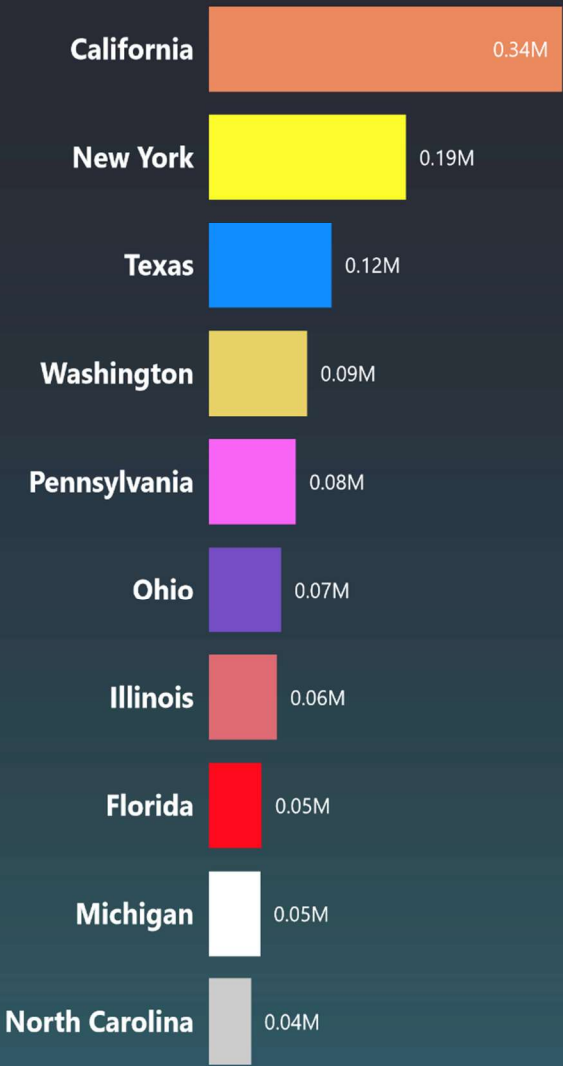 California 0.34M
New York 0.19M
Texas 0.12M
Washington 0.09M
Pennsylvania 0.08M
Ohio 0.07M
Illinois 0.06M
Florida 0.05M
Michigan 0.05M
North Carolina 0.04M